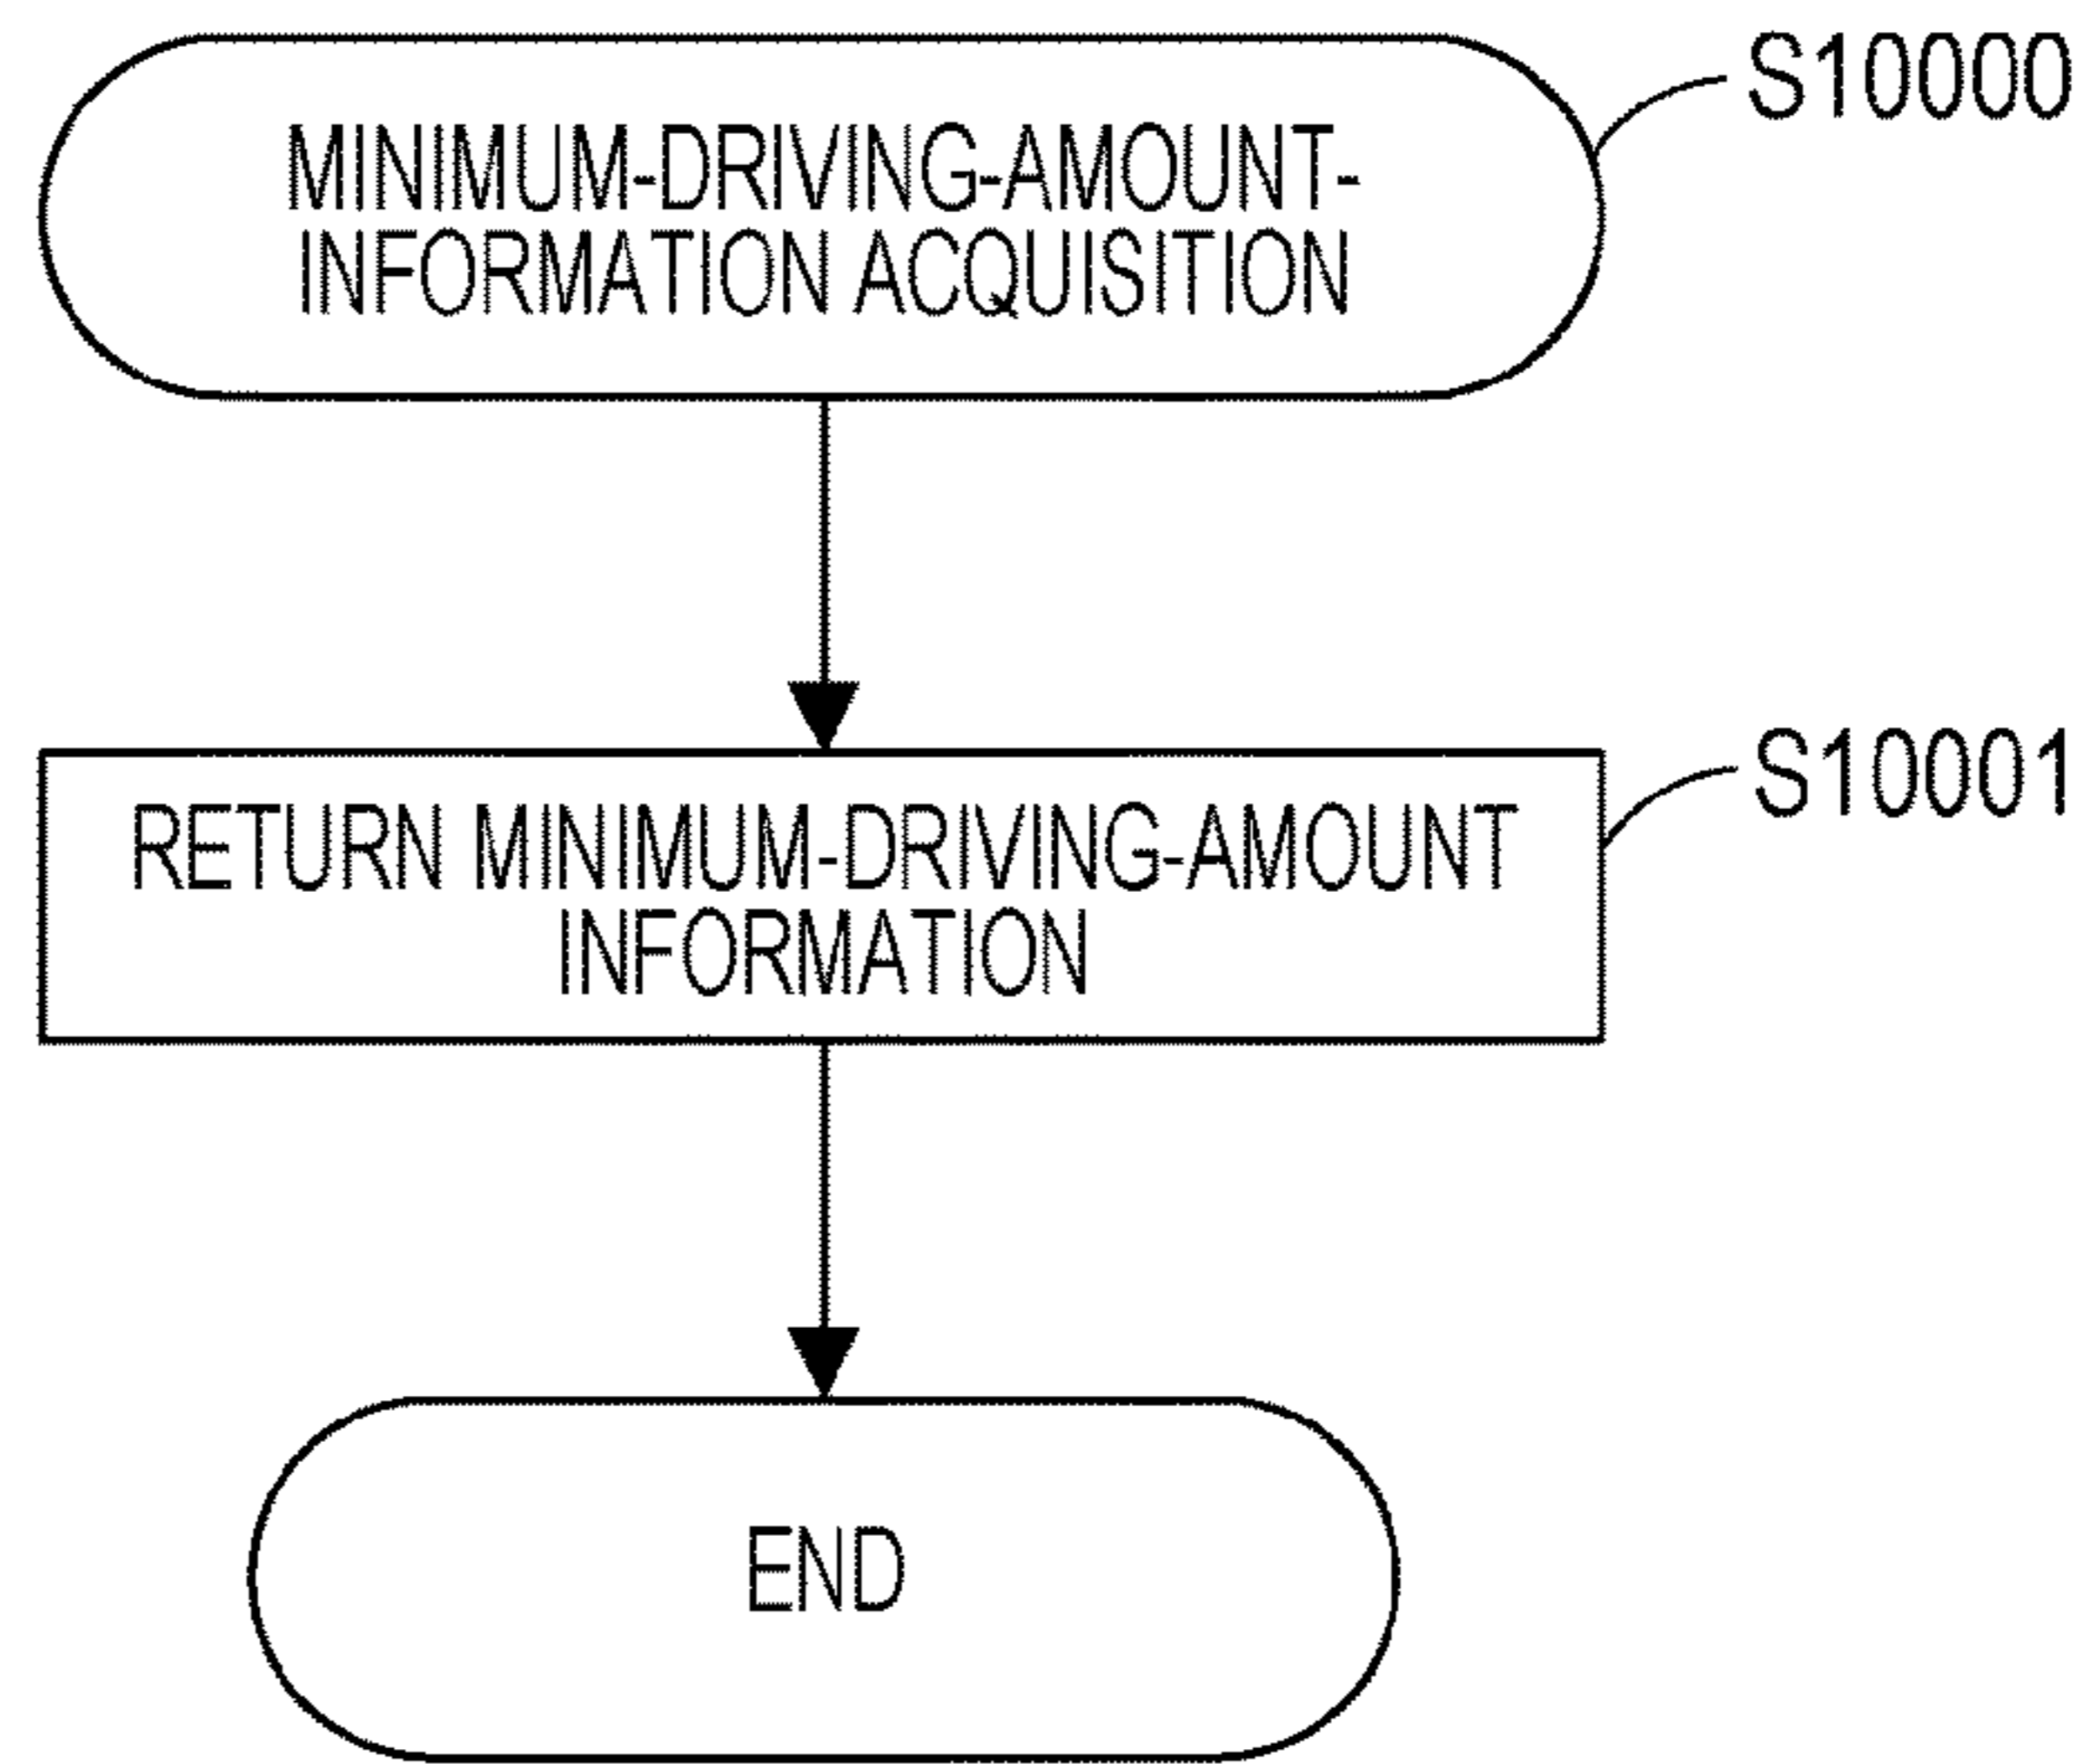 MINIMUM-DRIVING-AMOUNT-
INFORMATION ACQUISITION
S10000
RETURN MINIMUM-DRIVING-AMOUNT
INFORMATION
S10001
END